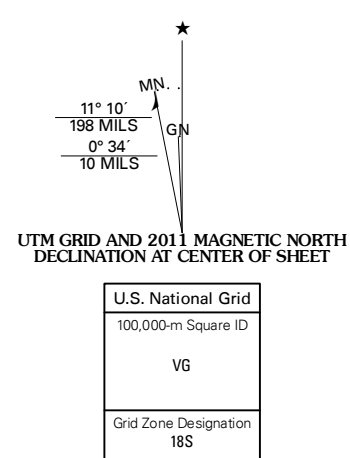 ★
MN
11° 10´
198 MILS
GN
0° 34´
10 MILS
UTM GRID AND 2011 MAGNETIC NORTH
DECLINATION AT CENTER OF SHEET
U.S. National Grid
100,000-m Square ID
VG
Grid Zone Designation
18S